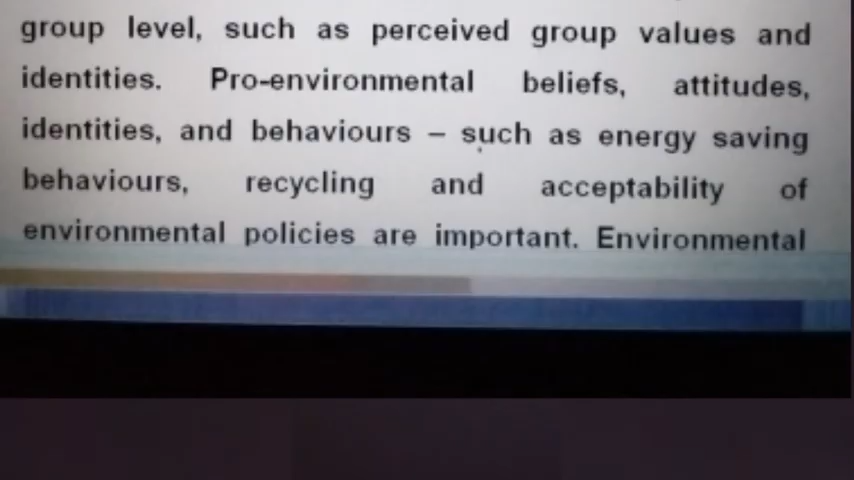 group level, such as perceived group values and
identities. Pro-environmental beliefs, attitudes,
identities, and behaviours – such as energy saving
behaviours, recycling and acceptability of
environmental policies are important. Environmental